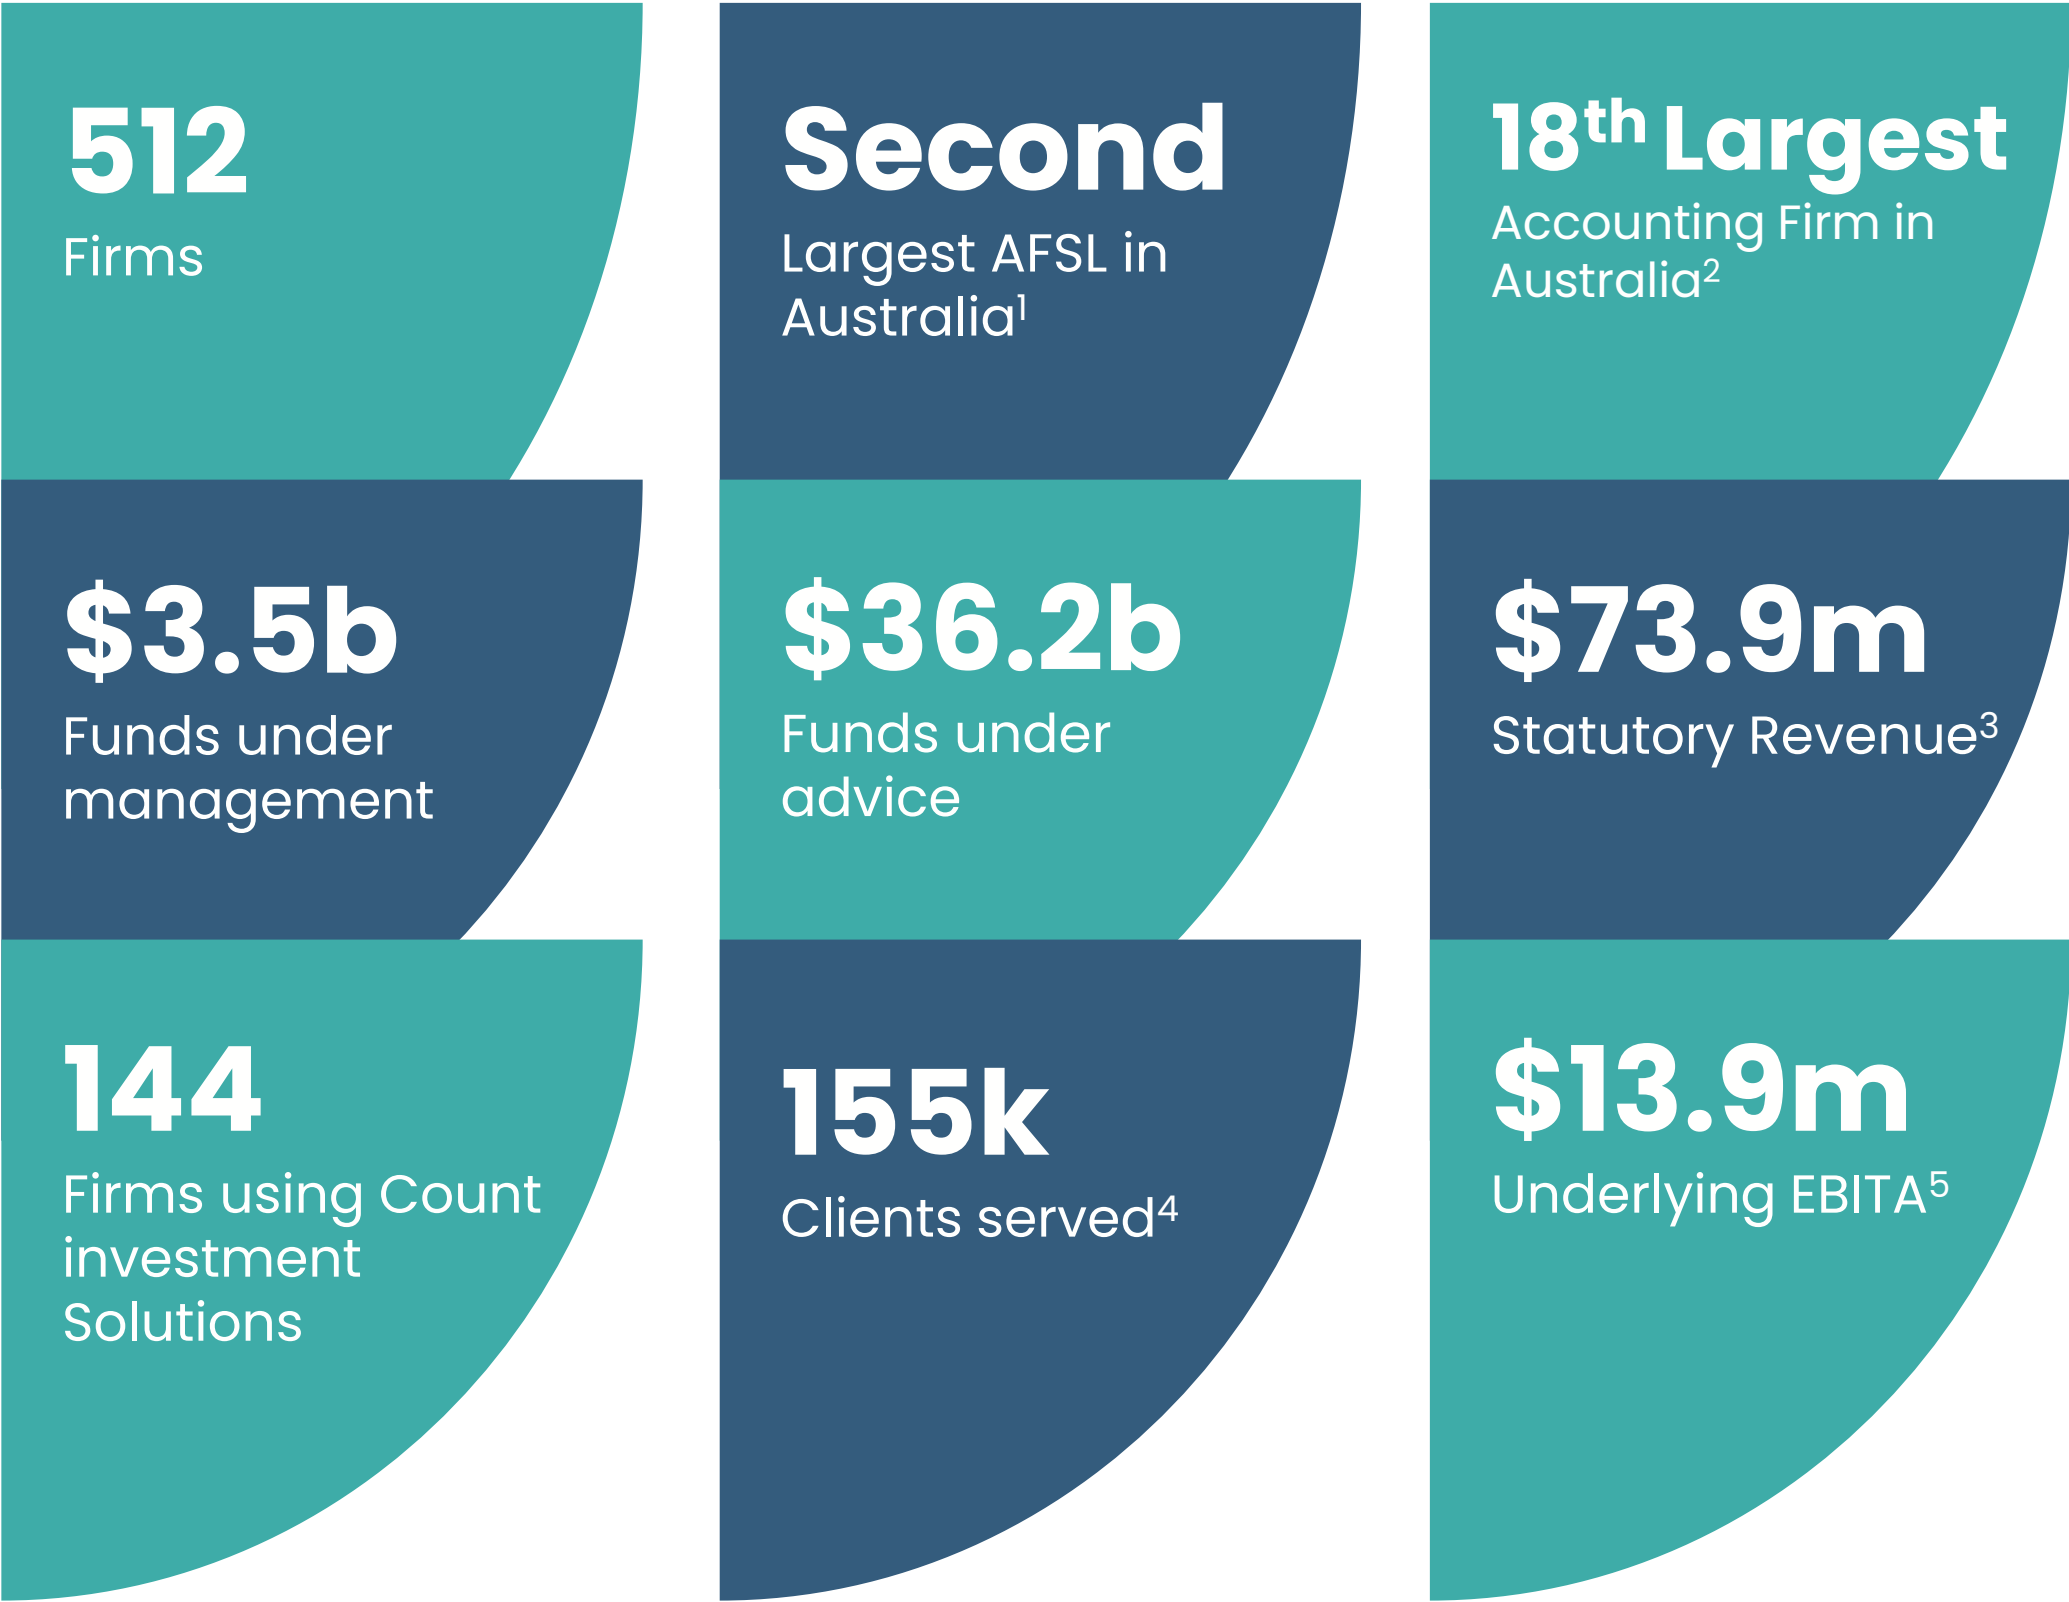 512
Firms
Second
Largest AFSL in
Australia¹
18ᵗʰ Largest
Accounting Firm in
Australia²
$3.5b
Funds under
management
$36.2b
Funds under
advice
$73.9m
Statutory Revenue³
144
Firms using Count
investment
Solutions
155k
Clients served⁴
$13.9m
Underlying EBITA⁵